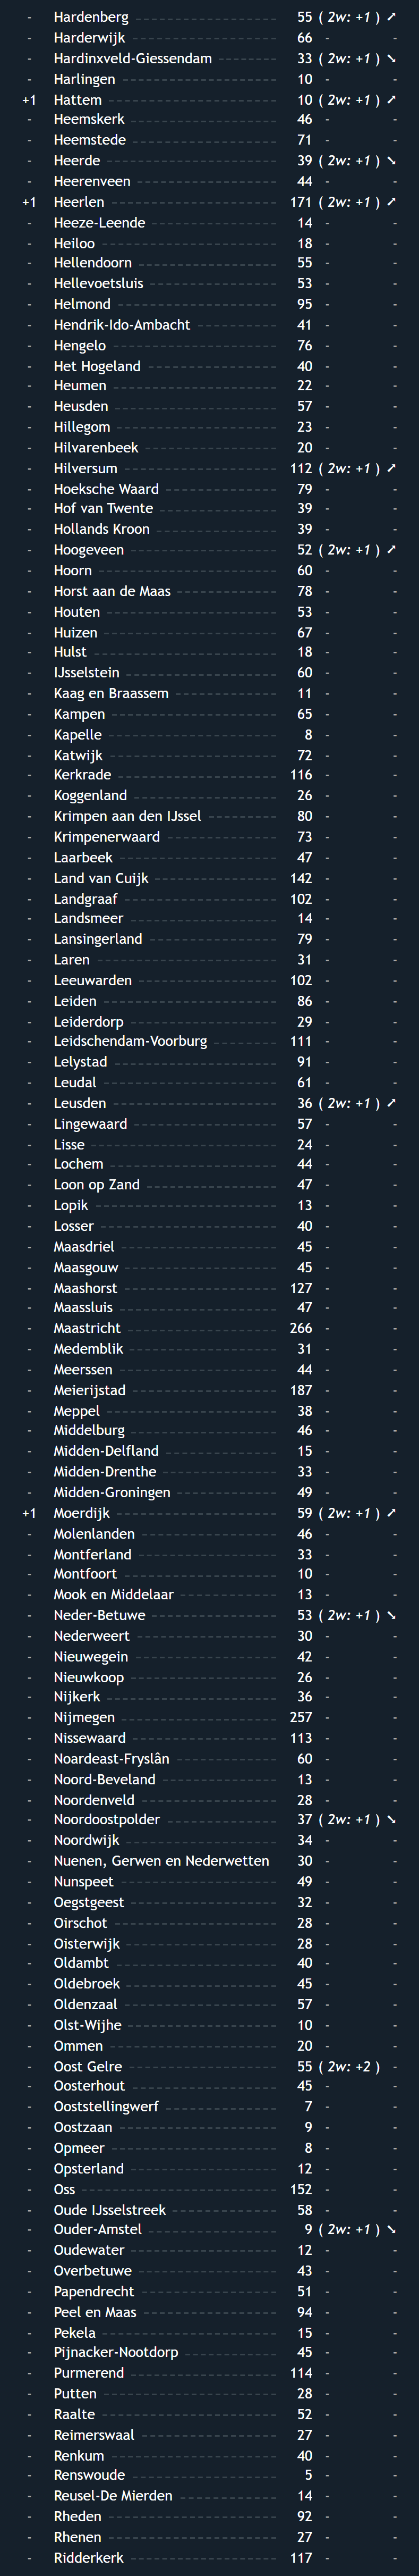 - Hardenberg 55 ( 2w: +1 ) ➚
- Harderwijk 66 - -
- Hardinxveld-Giessendam 33 ( 2w: +1 ) ➘
- Harlingen 10 - -
+1 Hattem 10 ( 2w: +1 ) ➚
- Heemskerk 46 - -
- Heemstede 71 - -
- Heerde 39 ( 2w: +1 ) ➘
- Heerenveen 44 - -
+1 Heerlen 171 ( 2w: +1 ) ➚
- Heeze-Leende 14 - -
- Heiloo 18 - -
- Hellendoorn 55 - -
- Hellevoetsluis 53 - -
- Helmond 95 - -
- Hendrik-Ido-Ambacht 41 - -
- Hengelo 76 - -
- Het Hogeland 40 - -
- Heumen 22 - -
- Heusden 57 - -
- Hillegom 23 - -
- Hilvarenbeek 20 - -
- Hilversum 112 ( 2w: +1 ) ➚
- Hoeksche Waard 79 - -
- Hof van Twente 39 - -
- Hollands Kroon 39 - -
- Hoogeveen 52 ( 2w: +1 ) ➚
- Hoorn 60 - -
- Horst aan de Maas 78 - -
- Houten 53 - -
- Huizen 67 - -
- Hulst 18 - -
- IJsselstein 60 - -
- Kaag en Braassem 11 - -
- Kampen 65 - -
- Kapelle 8 - -
- Katwijk 72 - -
- Kerkrade 116 - -
- Koggenland 26 - -
- Krimpen aan den IJssel 80 - -
- Krimpenerwaard 73 - -
- Laarbeek 47 - -
- Land van Cuijk 142 - -
- Landgraaf 102 - -
- Landsmeer 14 - -
- Lansingerland 79 - -
- Laren 31 - -
- Leeuwarden 102 - -
- Leiden 86 - -
- Leiderdorp 29 - -
- Leidschendam-Voorburg 111 - -
- Lelystad 91 - -
- Leudal 61 - -
- Leusden 36 ( 2w: +1 ) ➚
- Lingewaard 57 - -
- Lisse 24 - -
- Lochem 44 - -
- Loon op Zand 47 - -
- Lopik 13 - -
- Losser 40 - -
- Maasdriel 45 - -
- Maasgouw 45 - -
- Maashorst 127 - -
- Maassluis 47 - -
- Maastricht 266 - -
- Medemblik 31 - -
- Meerssen 44 - -
- Meierijstad 187 - -
- Meppel 38 - -
- Middelburg 46 - -
- Midden-Delfland 15 - -
- Midden-Drenthe 33 - -
- Midden-Groningen 49 - -
+1 Moerdijk 59 ( 2w: +1 ) ➚
- Molenlanden 46 - -
- Montferland 33 - -
- Montfoort 10 - -
- Mook en Middelaar 13 - -
- Neder-Betuwe 53 ( 2w: +1 ) ➘
- Nederweert 30 - -
- Nieuwegein 42 - -
- Nieuwkoop 26 - -
- Nijkerk 36 - -
- Nijmegen 257 - -
- Nissewaard 113 - -
- Noardeast-Fryslân 60 - -
- Noord-Beveland 13 - -
- Noordenveld 28 - -
- Noordoostpolder 37 ( 2w: +1 ) ➘
- Noordwijk 34 - -
- Nuenen, Gerwen en Nederwetten 30 - -
- Nunspeet 49 - -
- Oegstgeest 32 - -
- Oirschot 28 - -
- Oisterwijk 28 - -
- Oldambt 40 - -
- Oldebroek 45 - -
- Oldenzaal 57 - -
- Olst-Wijhe 10 - -
- Ommen 20 - -
- Oost Gelre 55 ( 2w: +2 ) -
- Oosterhout 45 - -
- Ooststellingwerf 7 - -
- Oostzaan 9 - -
- Opmeer 8 - -
- Opsterland 12 - -
- Oss 152 - -
- Oude IJsselstreek 58 - -
- Ouder-Amstel 9 ( 2w: +1 ) ➘
- Oudewater 12 - -
- Overbetuwe 43 - -
- Papendrecht 51 - -
- Peel en Maas 94 - -
- Pekela 15 - -
- Pijnacker-Nootdorp 45 - -
- Purmerend 114 - -
- Putten 28 - -
- Raalte 52 - -
- Reimerswaal 27 - -
- Renkum 40 - -
- Renswoude 5 - -
- Reusel-De Mierden 14 - -
- Rheden 92 - -
- Rhenen 27 - -
- Ridderkerk 117 - -